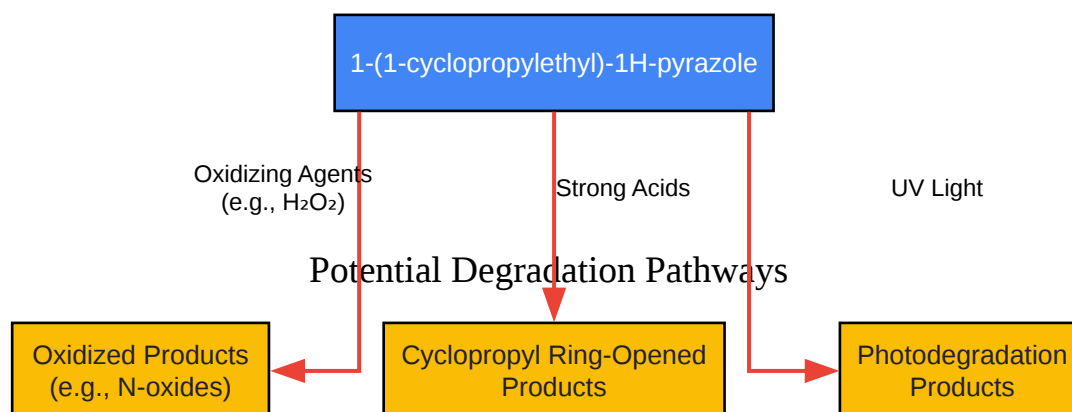 1-(1-cyclopropylethyl)-1H-pyrazole
Oxidizing Agents
(e.g., H₂O₂)
Strong Acids
UV Light
Potential Degradation Pathways
Oxidized Products
(e.g., N-oxides)
Cyclopropyl Ring-Opened
Products
Photodegradation
Products